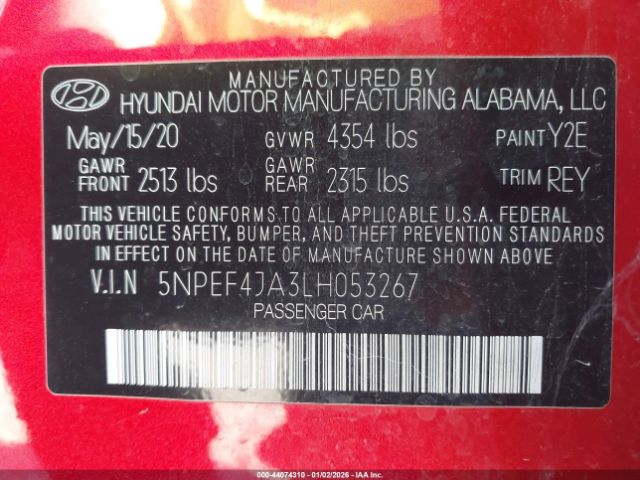 MANUFACTURED BY
HYUNDAI MOTOR MANUFACTURING ALABAMA, LLC
May/15/20 GVWR 4354 lbs PAINT Y2E
GAWR FRONT 2513 lbs GAWR REAR 2315 lbs TRIM REY
THIS VEHICLE CONFORMS TO ALL APPLICABLE U.S.A. FEDERAL
MOTOR VEHICLE SAFETY, BUMPER, AND THEFT PREVENTION STANDARDS
IN EFFECT ON THE DATE OF MANUFACTURE SHOWN ABOVE.
V.I.N 5NPEF4JA3LH053267
PASSENGER CAR
000-44074310 - 01/02/2026 - IAA Inc.